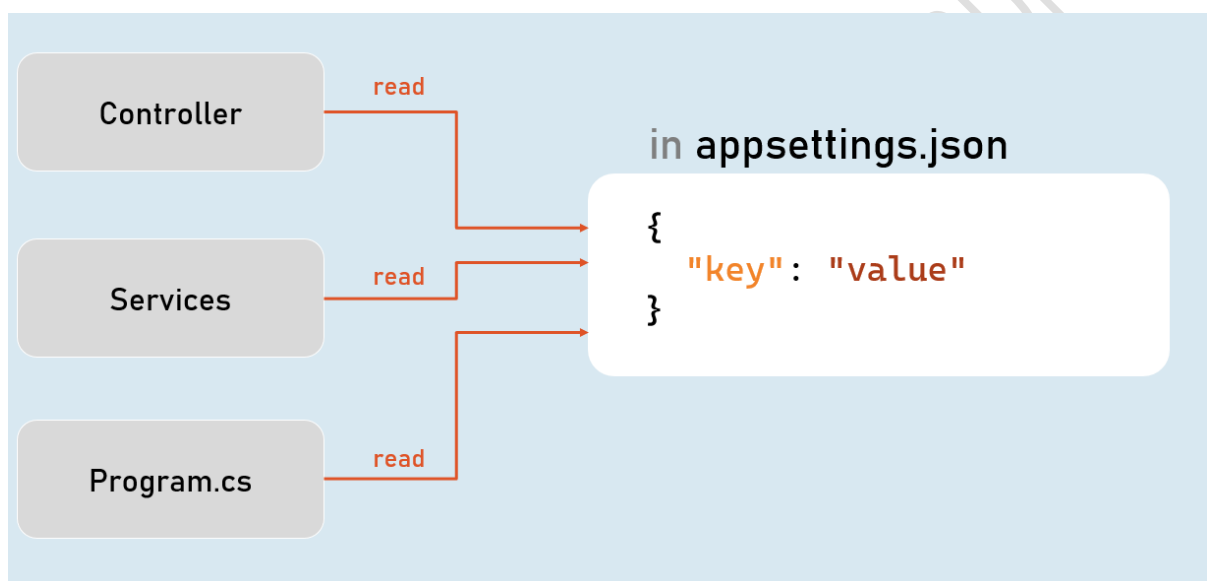 Controller
read
Services
read
Program.cs
read
in appsettings.json
{
"key": "value"
}